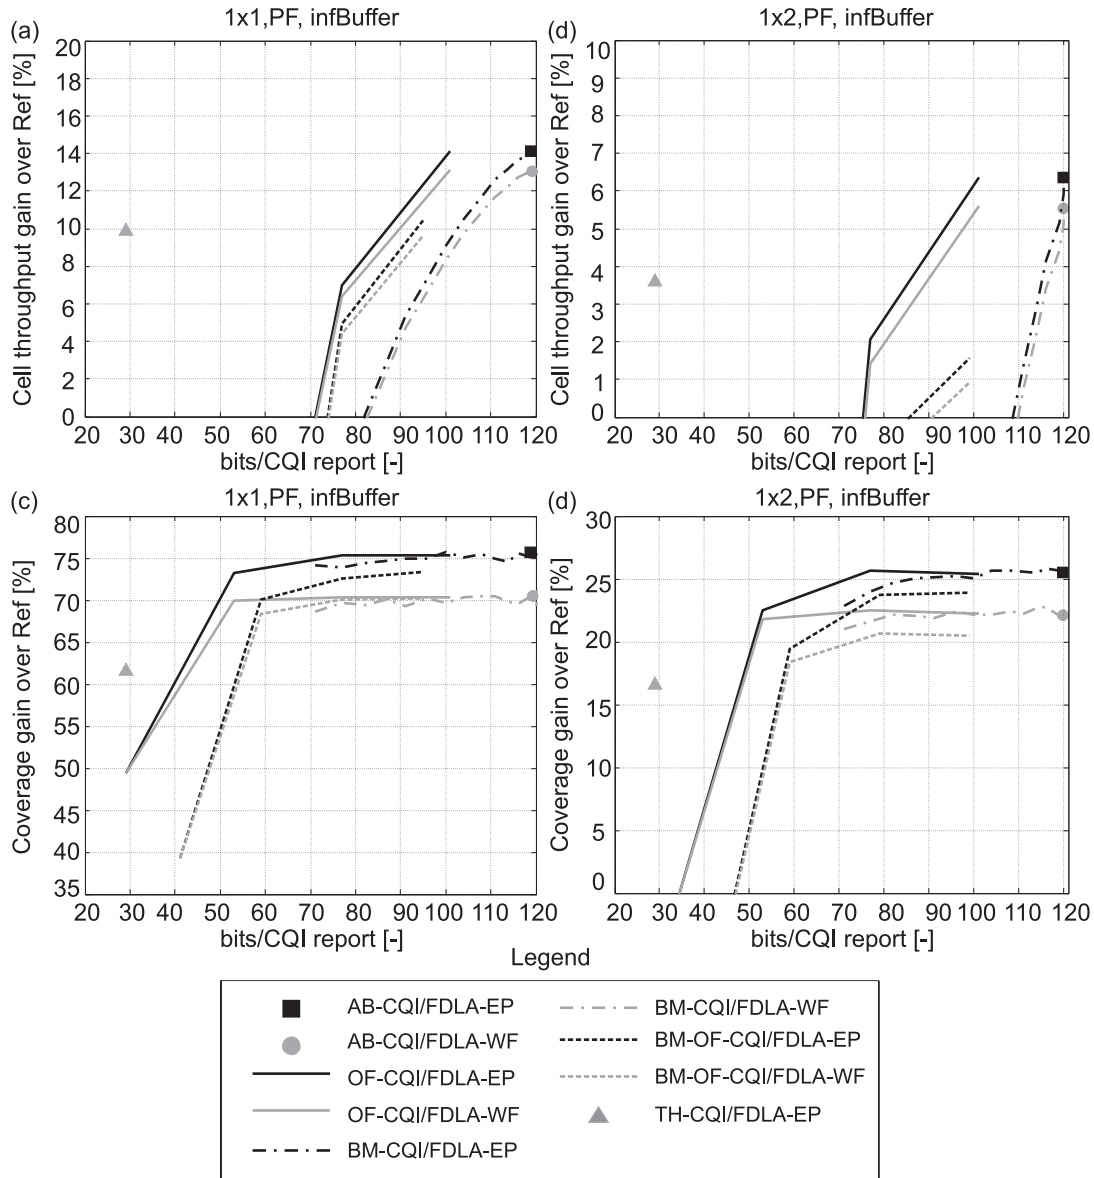 (a)
1x1,PF, infBuffer
Cell throughput gain over Ref [%]
20
18
16
14
12
10
8
6
4
2
0
20 30 40 50 60 70 80 90 100 110 120
bits/CQI report [-]
(d)
1x2,PF, infBuffer
Cell throughput gain over Ref [%]
10
9
8
7
6
5
4
3
2
1
0
20 30 40 50 60 70 80 90 100 110 120
bits/CQI report [-]
(c)
1x1,PF, infBuffer
Coverage gain over Ref [%]
80
75
70
65
60
55
50
45
40
35
20 30 40 50 60 70 80 90 100 110 120
bits/CQI report [-]
(d)
1x2,PF, infBuffer
Coverage gain over Ref [%]
30
25
20
15
10
5
0
20 30 40 50 60 70 80 90 100 110 120
bits/CQI report [-]
Legend
AB-CQI/FDLA-EP
AB-CQI/FDLA-WF
OF-CQI/FDLA-EP
OF-CQI/FDLA-WF
BM-CQI/FDLA-EP
BM-CQI/FDLA-WF
BM-OF-CQI/FDLA-EP
BM-OF-CQI/FDLA-WF
TH-CQI/FDLA-EP